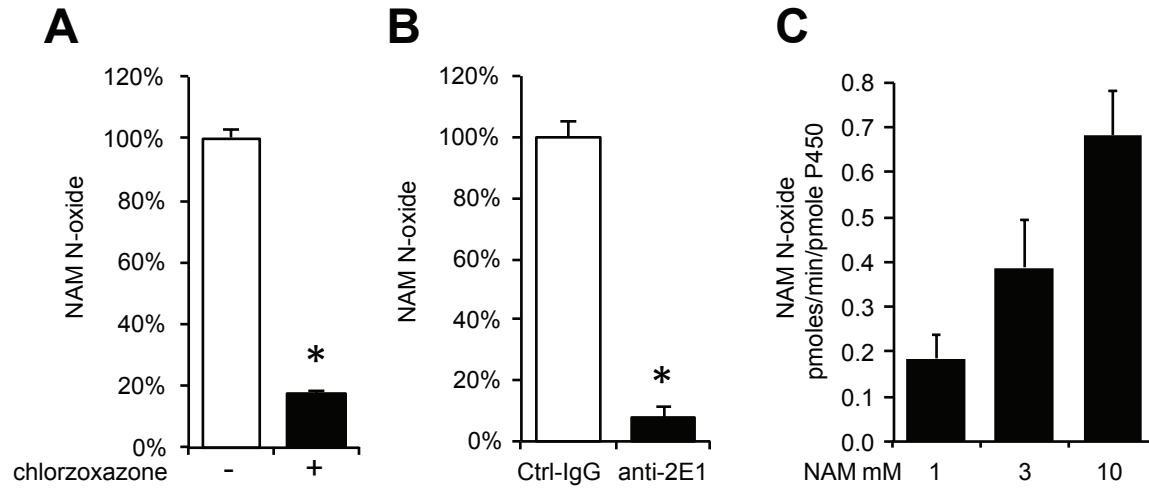 A
NAM N-oxide
120%
100%
80%
60%
40%
20%
0%
*
chlorzoxazone - +
B
NAM N-oxide
120%
100%
80%
60%
40%
20%
0%
*
Ctrl-IgG anti-2E1
C
NAM N-oxide
pmoles/min/pmole P450
0.8
0.7
0.6
0.5
0.4
0.3
0.2
0.1
0.0
NAM mM 1 3 10